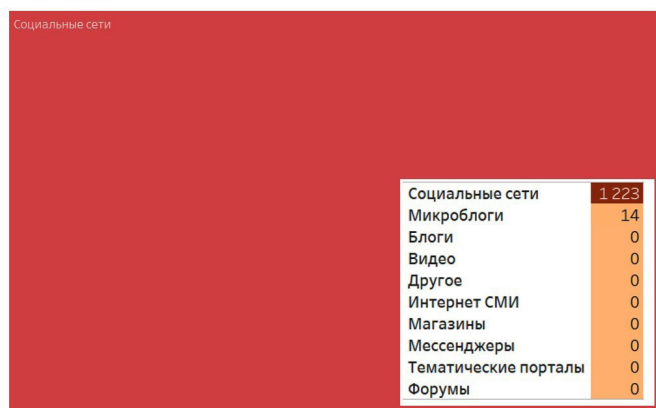 Социальные сети
Социальные сети 1 223
Микроблоги 14
Блоги 0
Видео 0
Другое 0
Интернет СМИ 0
Магазины 0
Мессенджеры 0
Тематические порталы 0
Форумы 0